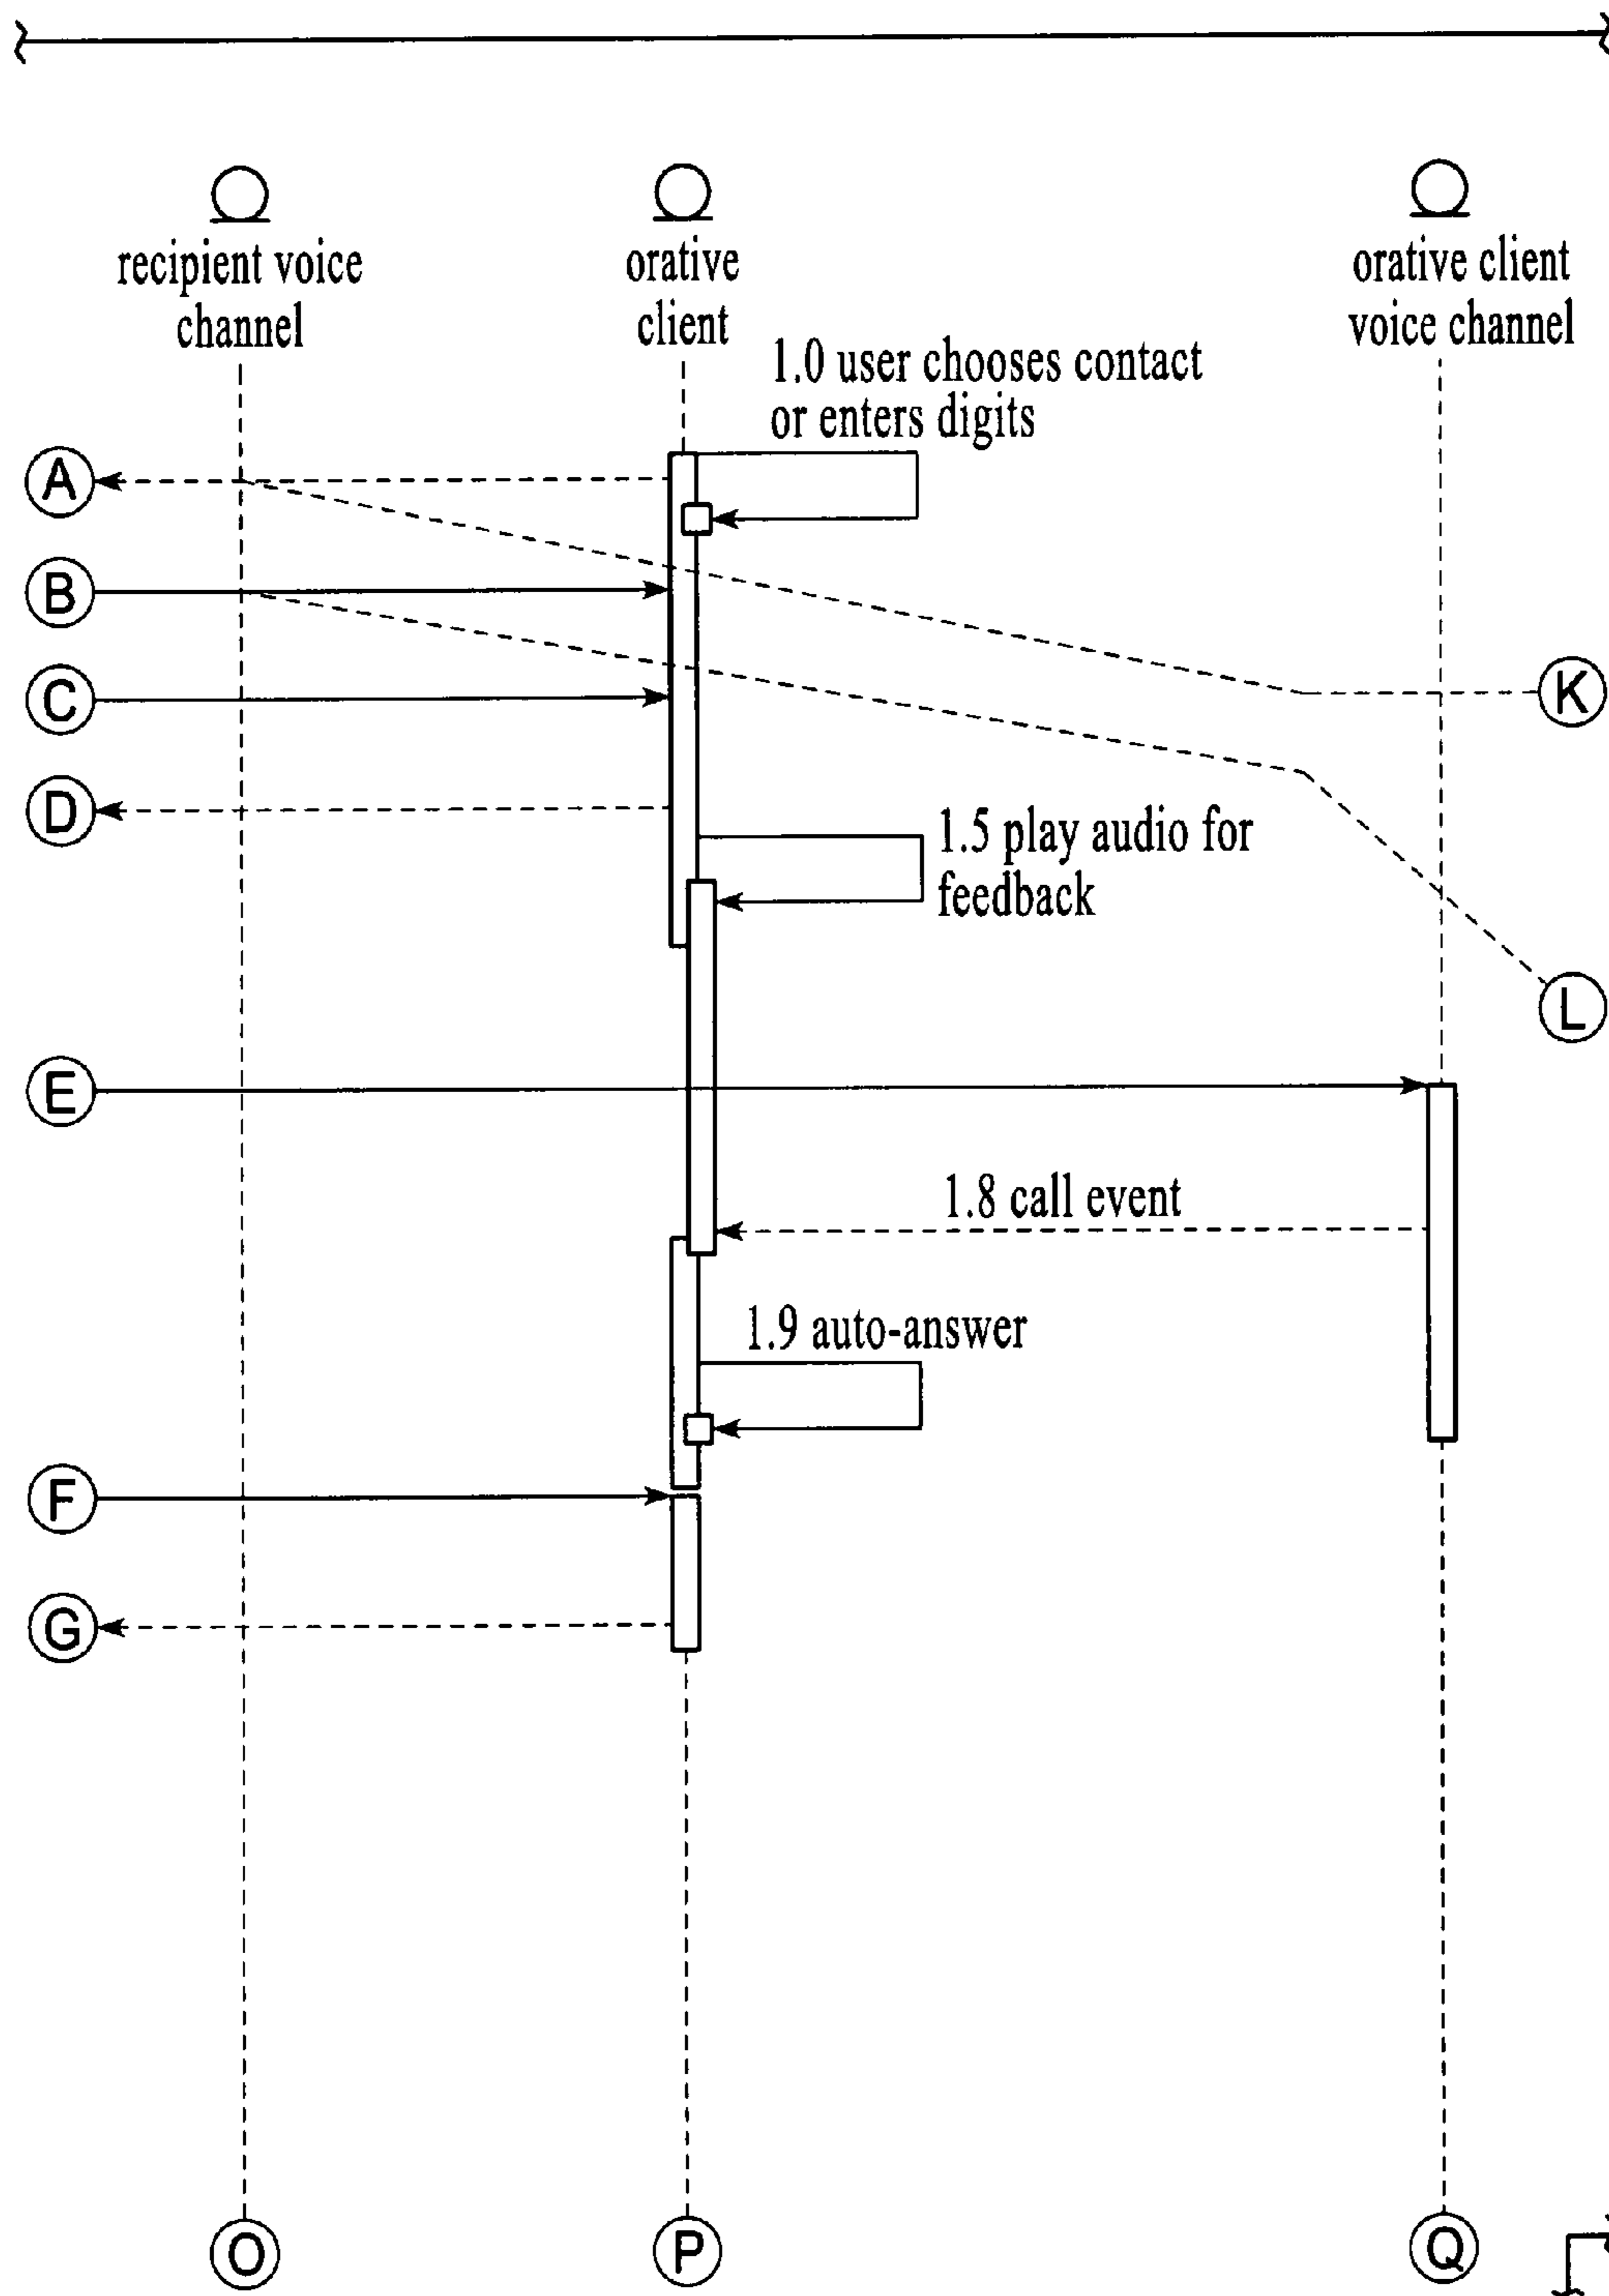 recipient voice
channel
orative
client
orative client
voice channel
1.0 user chooses contact
or enters digits
A
B
C
K
D
1.5 play audio for
feedback
L
E
1.8 call event
1.9 auto-answer
F
G
O
P
Q